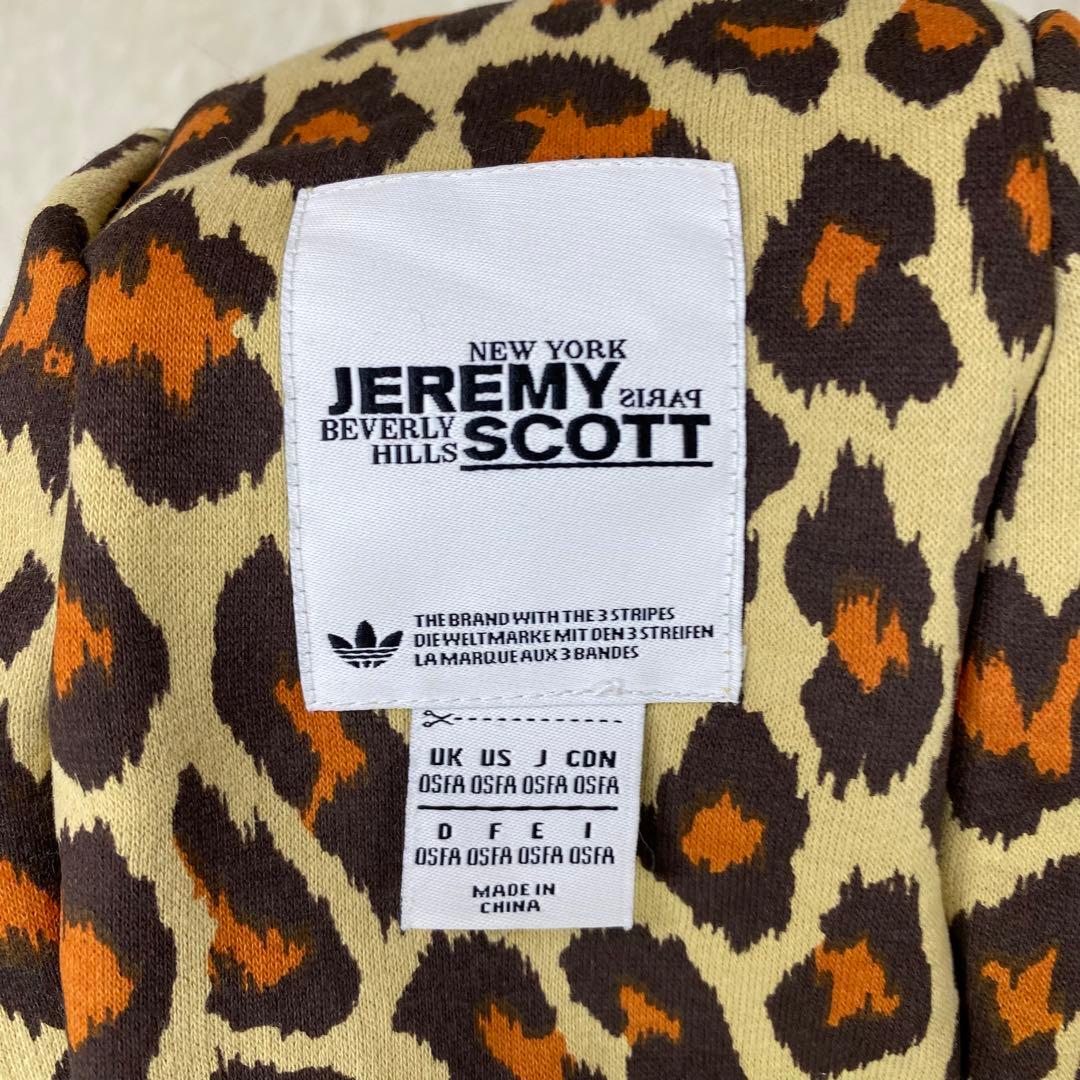 NEW YORK
JEREMY PARIS
BEVERLY
HILLS SCOTT
THE BRAND WITH THE 3 STRIPES
DIE WELTMARKE MIT DEN 3 STREIFEN
LA MARQUE AUX 3 BANDES
UK US J CDN
OSFA OSFA OSFA OSFA
D F E I
OSFA OSFA OSFA OSFA
MADE IN
CHINA